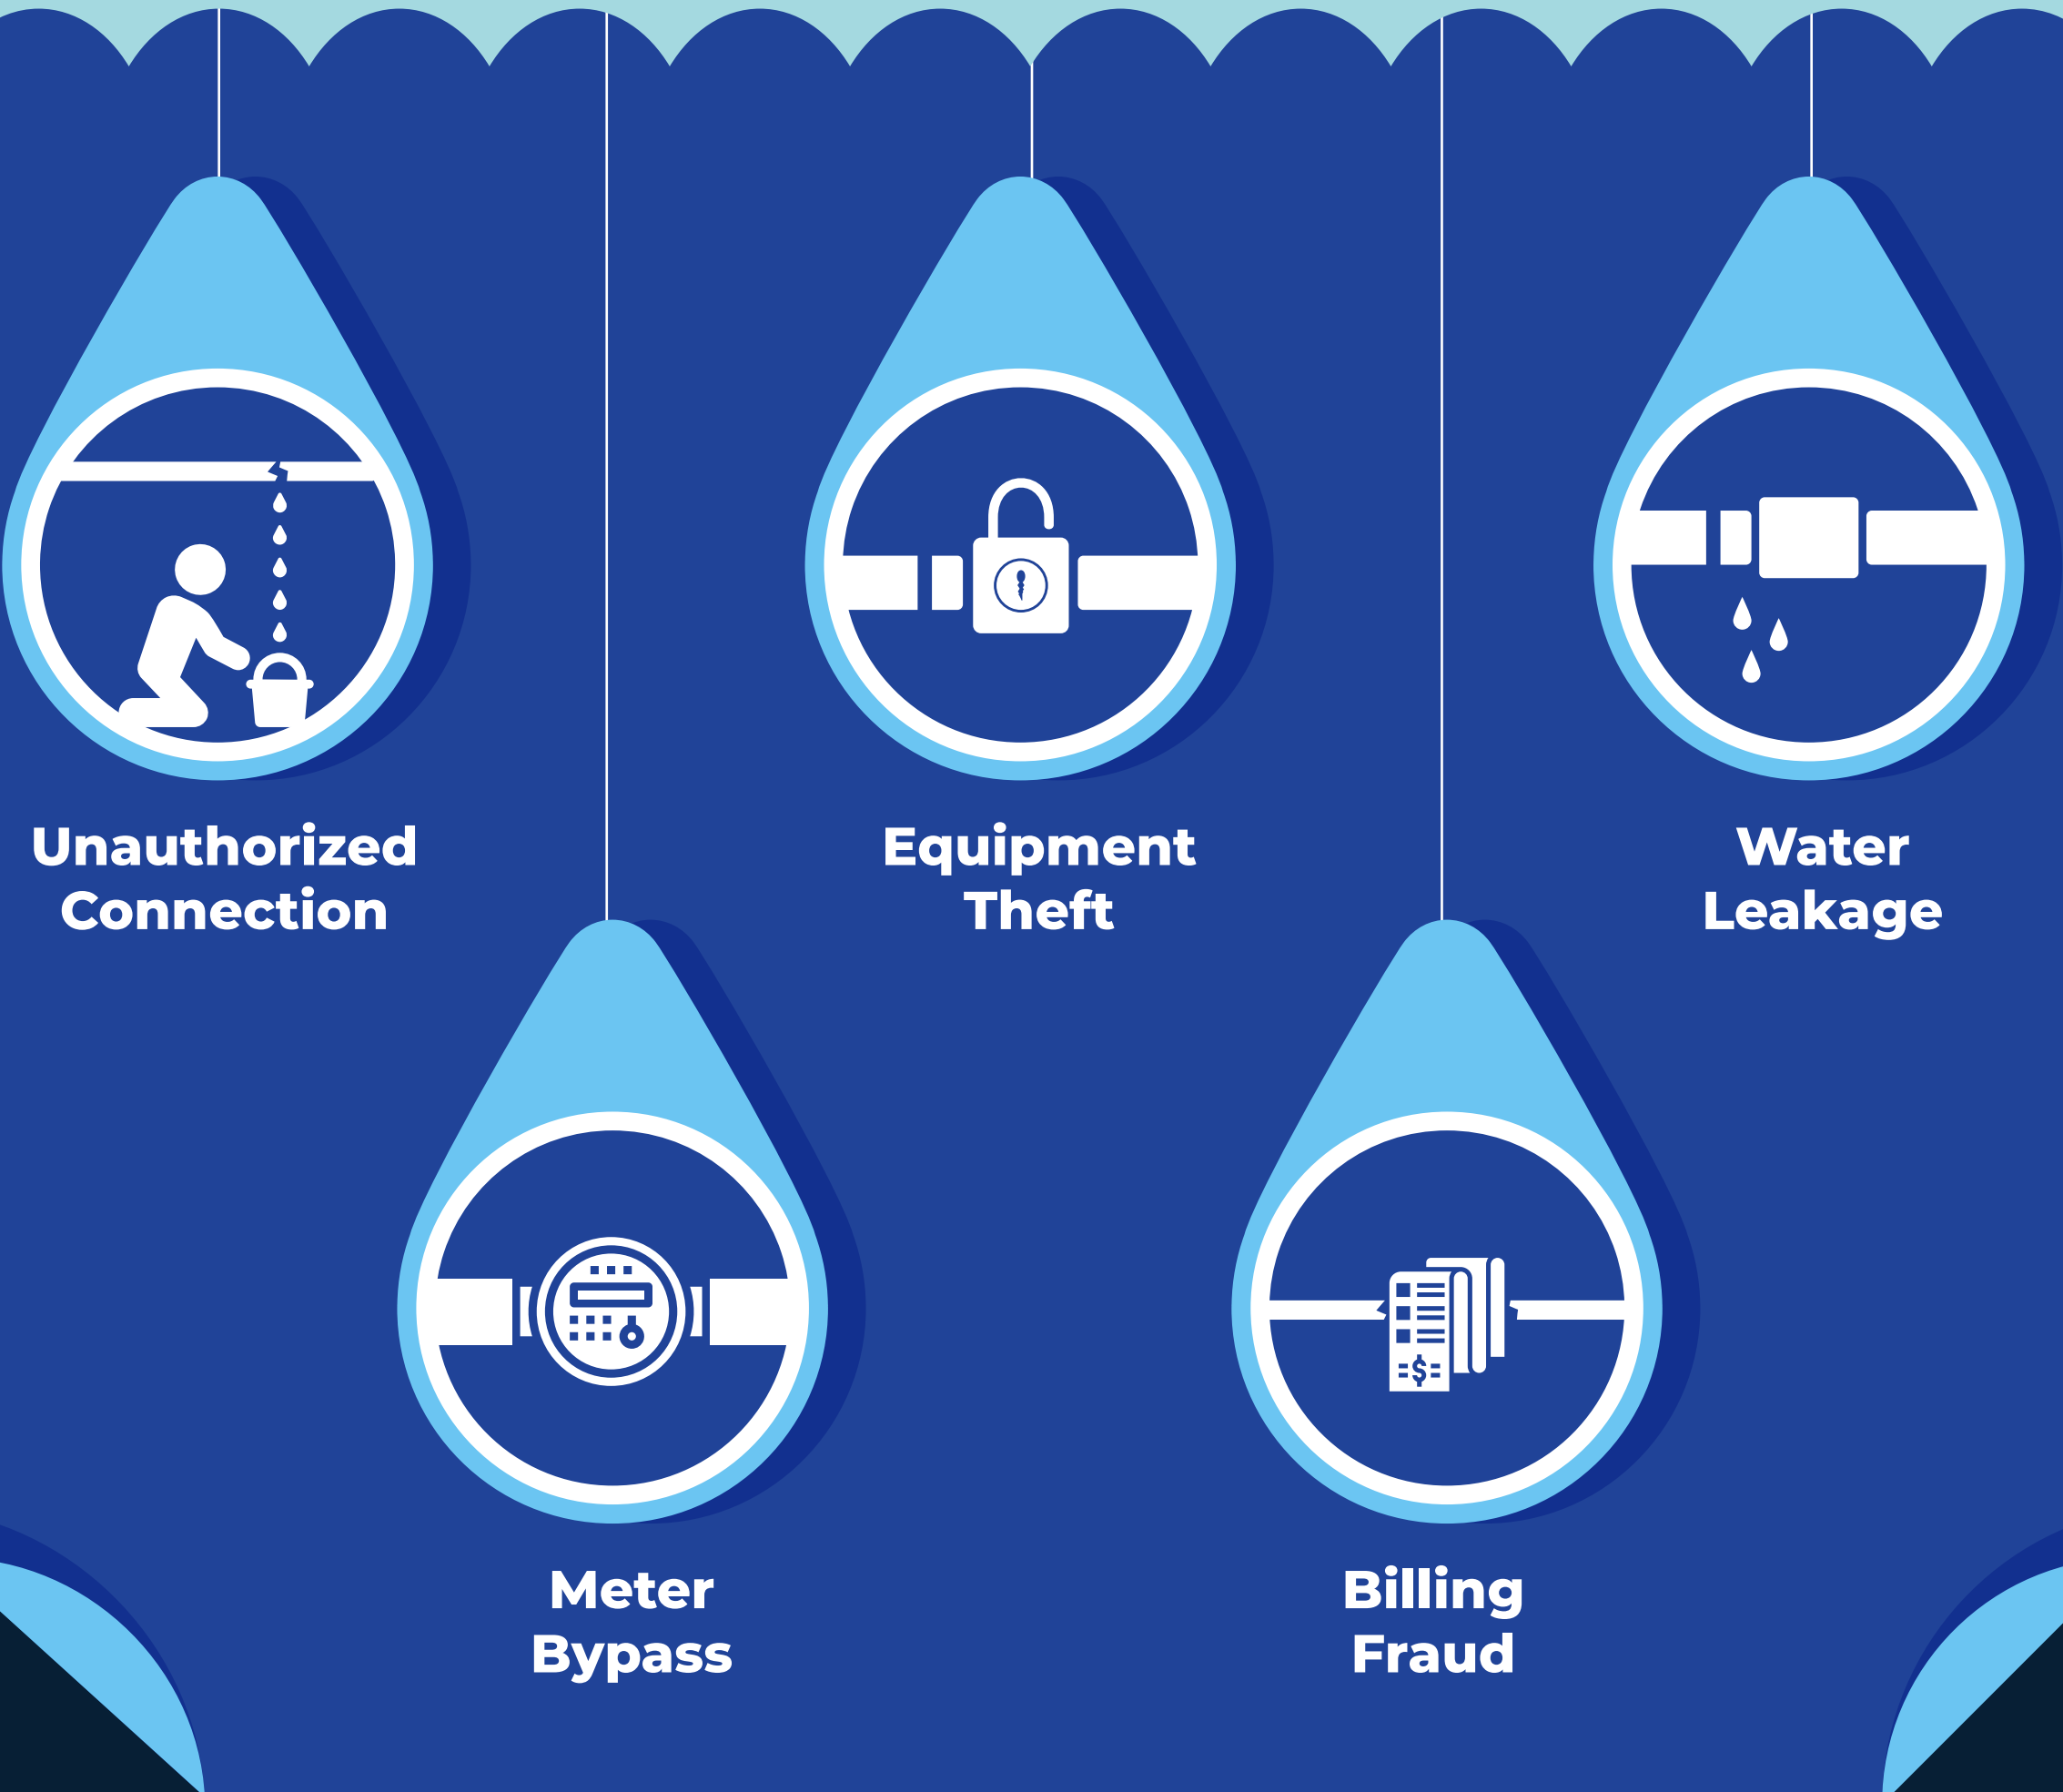 Unauthorized
Connection
Equipment
Theft
Water
Leakage
Meter
Bypass
Billing
Fraud